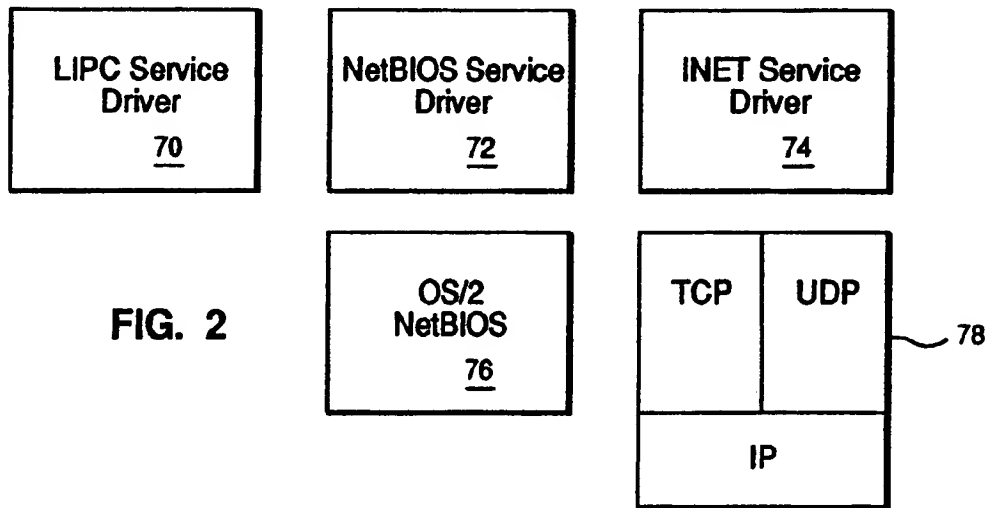 LIPC Service
Driver
70
NetBIOS Service
Driver
72
INET Service
Driver
74
OS/2
NetBIOS
76
TCP
UDP
78
IP
FIG. 2